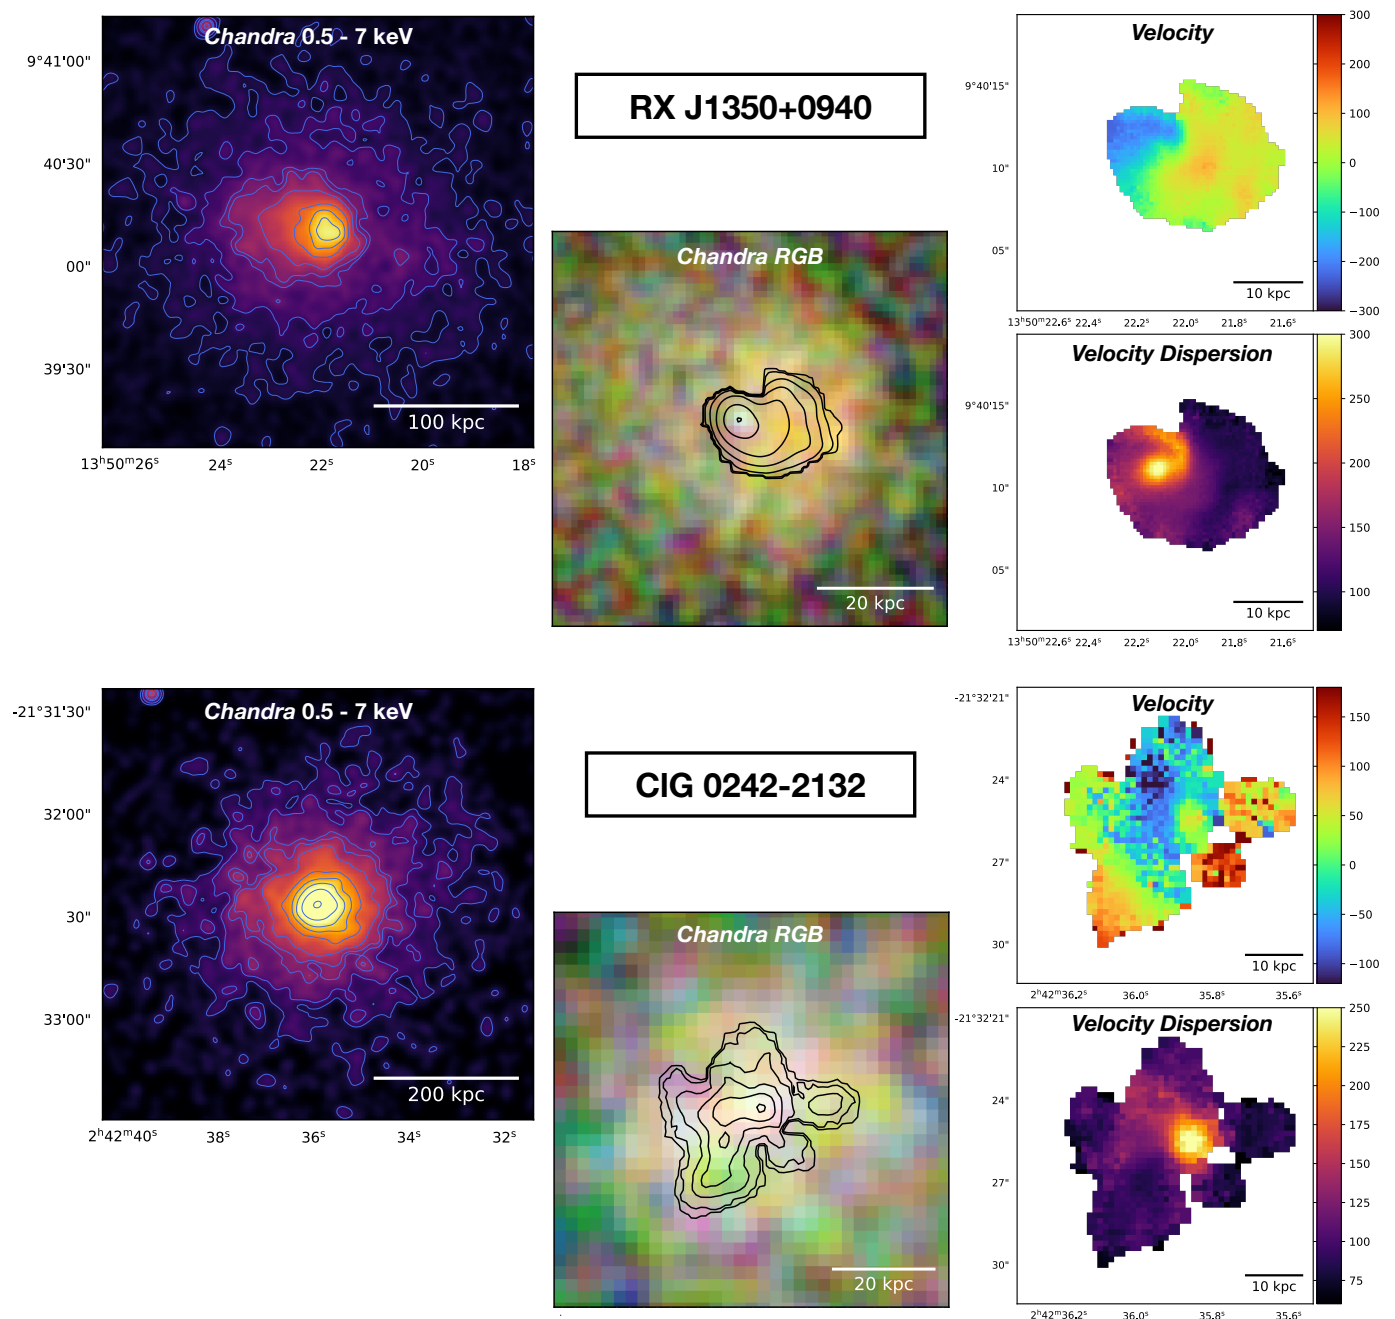 Chandra 0.5 - 7 keV
9°41'00"
40'30"
00"
39'30"
100 kpc
13ʰ50ᵐ26ˢ
24ˢ
22ˢ
20ˢ
18ˢ
RX J1350+0940
Chandra RGB
20 kpc
Velocity
9°40'15"
10"
05"
10 kpc
13ʰ50ᵐ22.6ˢ
22.4ˢ
22.2ˢ
22.0ˢ
21.8ˢ
21.6ˢ
300
200
100
0
−100
−200
−300
Velocity Dispersion
9°40'15"
10"
05"
10 kpc
13ʰ50ᵐ22.6ˢ
22.4ˢ
22.2ˢ
22.0ˢ
21.8ˢ
21.6ˢ
300
250
200
150
100
Chandra 0.5 - 7 keV
-21°31'30"
32'00"
30"
33'00"
200 kpc
2ʰ42ᵐ40ˢ
38ˢ
36ˢ
34ˢ
32ˢ
ClG 0242-2132
Chandra RGB
20 kpc
Velocity
-21°32'21"
24"
27"
30"
10 kpc
2ʰ42ᵐ36.2ˢ
36.0ˢ
35.8ˢ
35.6ˢ
150
100
50
0
−50
−100
Velocity Dispersion
-21°32'21"
24"
27"
30"
10 kpc
2ʰ42ᵐ36.2ˢ
36.0ˢ
35.8ˢ
35.6ˢ
250
225
200
175
150
125
100
75